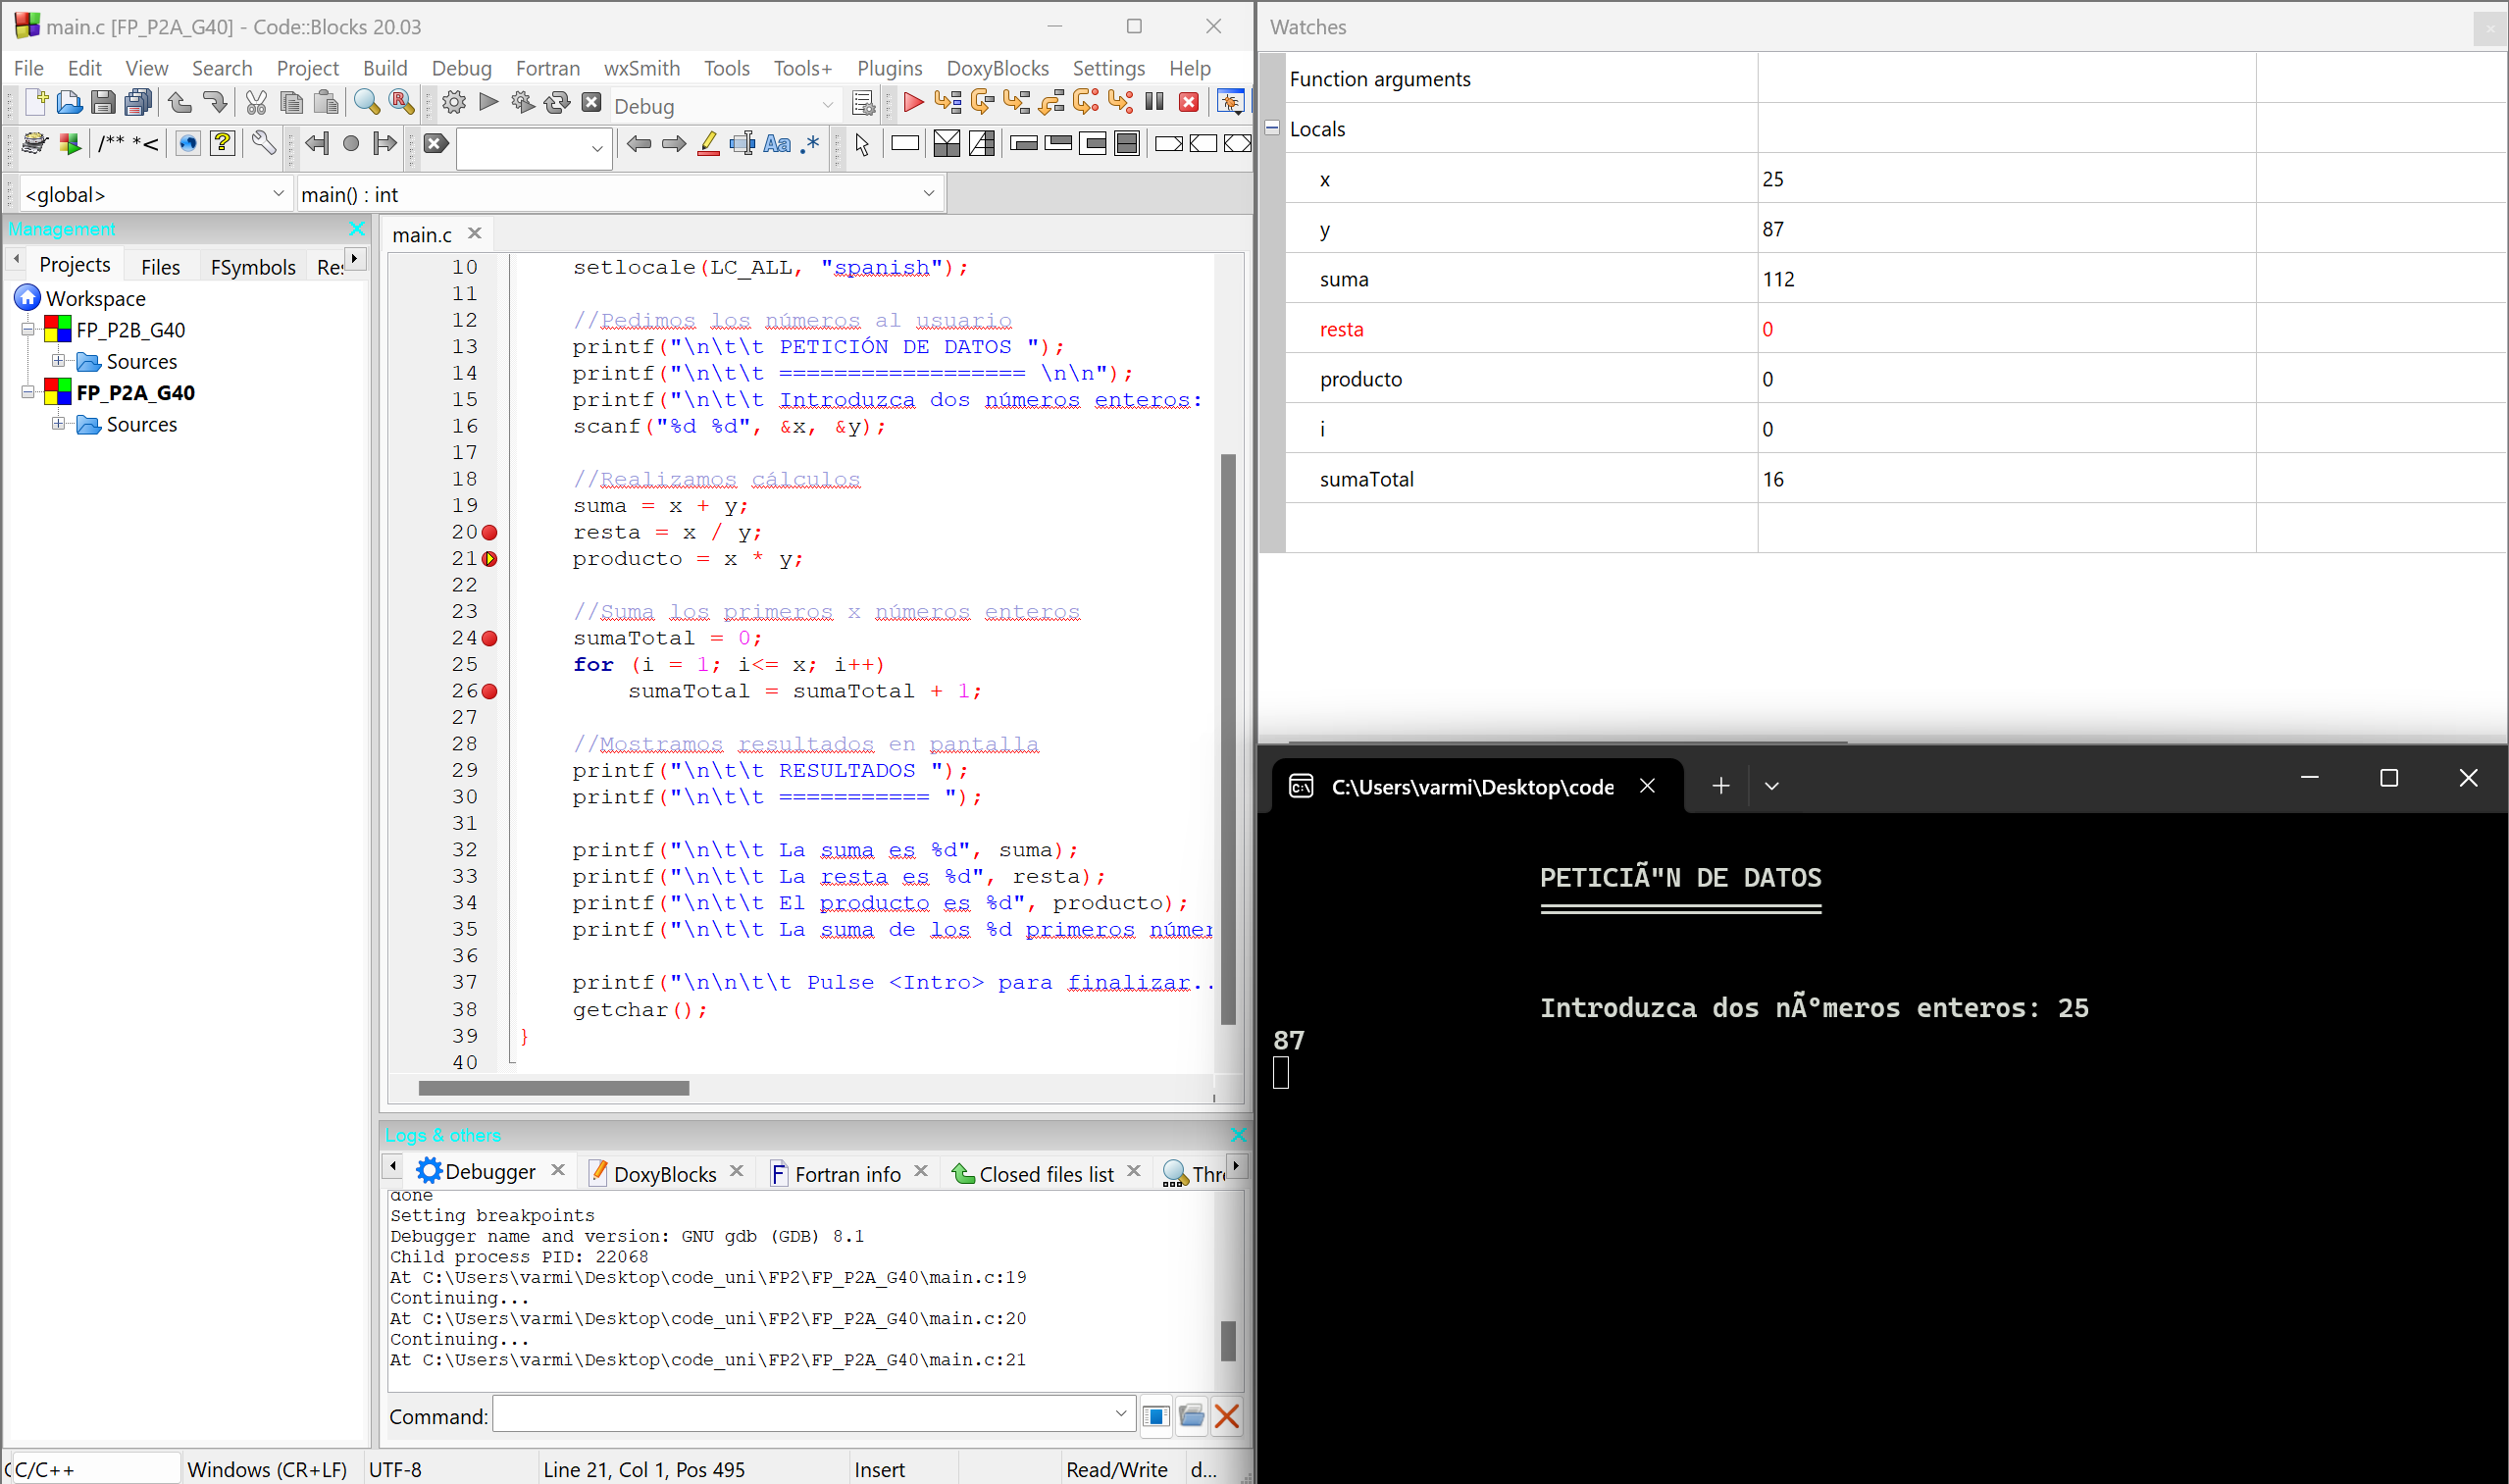 main.c [FP_P2A_G40] - Code::Blocks 20.03
File Edit View Search Project Build Debug Fortran wxSmith Tools Tools+ Plugins DoxyBlocks Settings Help
Debug
/** *<
Aa .*
<global> main() : int
Management
Projects Files FSymbols Res
Workspace
FP_P2B_G40
Sources
FP_P2A_G40
Sources
main.c
10 setlocale(LC_ALL, "spanish");
11
12 //Pedimos los números al usuario
13 printf("\n\t\t PETICIÓN DE DATOS ");
14 printf("\n\t\t ================== \n\n");
15 printf("\n\t\t Introduzca dos números enteros:
16 scanf("%d %d", &x, &y);
17
18 //Realizamos cálculos
19 suma = x + y;
20 resta = x / y;
21 producto = x * y;
22
23 //Suma los primeros x números enteros
24 sumaTotal = 0;
25 for (i = 1; i<= x; i++)
26 sumaTotal = sumaTotal + 1;
27
28 //Mostramos resultados en pantalla
29 printf("\n\t\t RESULTADOS ");
30 printf("\n\t\t =========== ");
31
32 printf("\n\t\t La suma es %d", suma);
33 printf("\n\t\t La resta es %d", resta);
34 printf("\n\t\t El producto es %d", producto);
35 printf("\n\t\t La suma de los %d primeros númer
36
37 printf("\n\n\t\t Pulse <Intro> para finalizar..
38 getchar();
39 }
40
Logs & others
Debugger DoxyBlocks Fortran info Closed files list Thre
done
Setting breakpoints
Debugger name and version: GNU gdb (GDB) 8.1
Child process PID: 22068
At C:\Users\varmi\Desktop\code_uni\FP2\FP_P2A_G40\main.c:19
Continuing...
At C:\Users\varmi\Desktop\code_uni\FP2\FP_P2A_G40\main.c:20
Continuing...
At C:\Users\varmi\Desktop\code_uni\FP2\FP_P2A_G40\main.c:21
Command:
C/C++ Windows (CR+LF) UTF-8 Line 21, Col 1, Pos 495 Insert Read/Write d...
Watches
Function arguments
Locals
x 25
y 87
suma 112
resta 0
producto 0
i 0
sumaTotal 16
C:\Users\varmi\Desktop\code
PETICIÃ"N DE DATOS
==================
Introduzca dos nÃºmeros enteros: 25
87